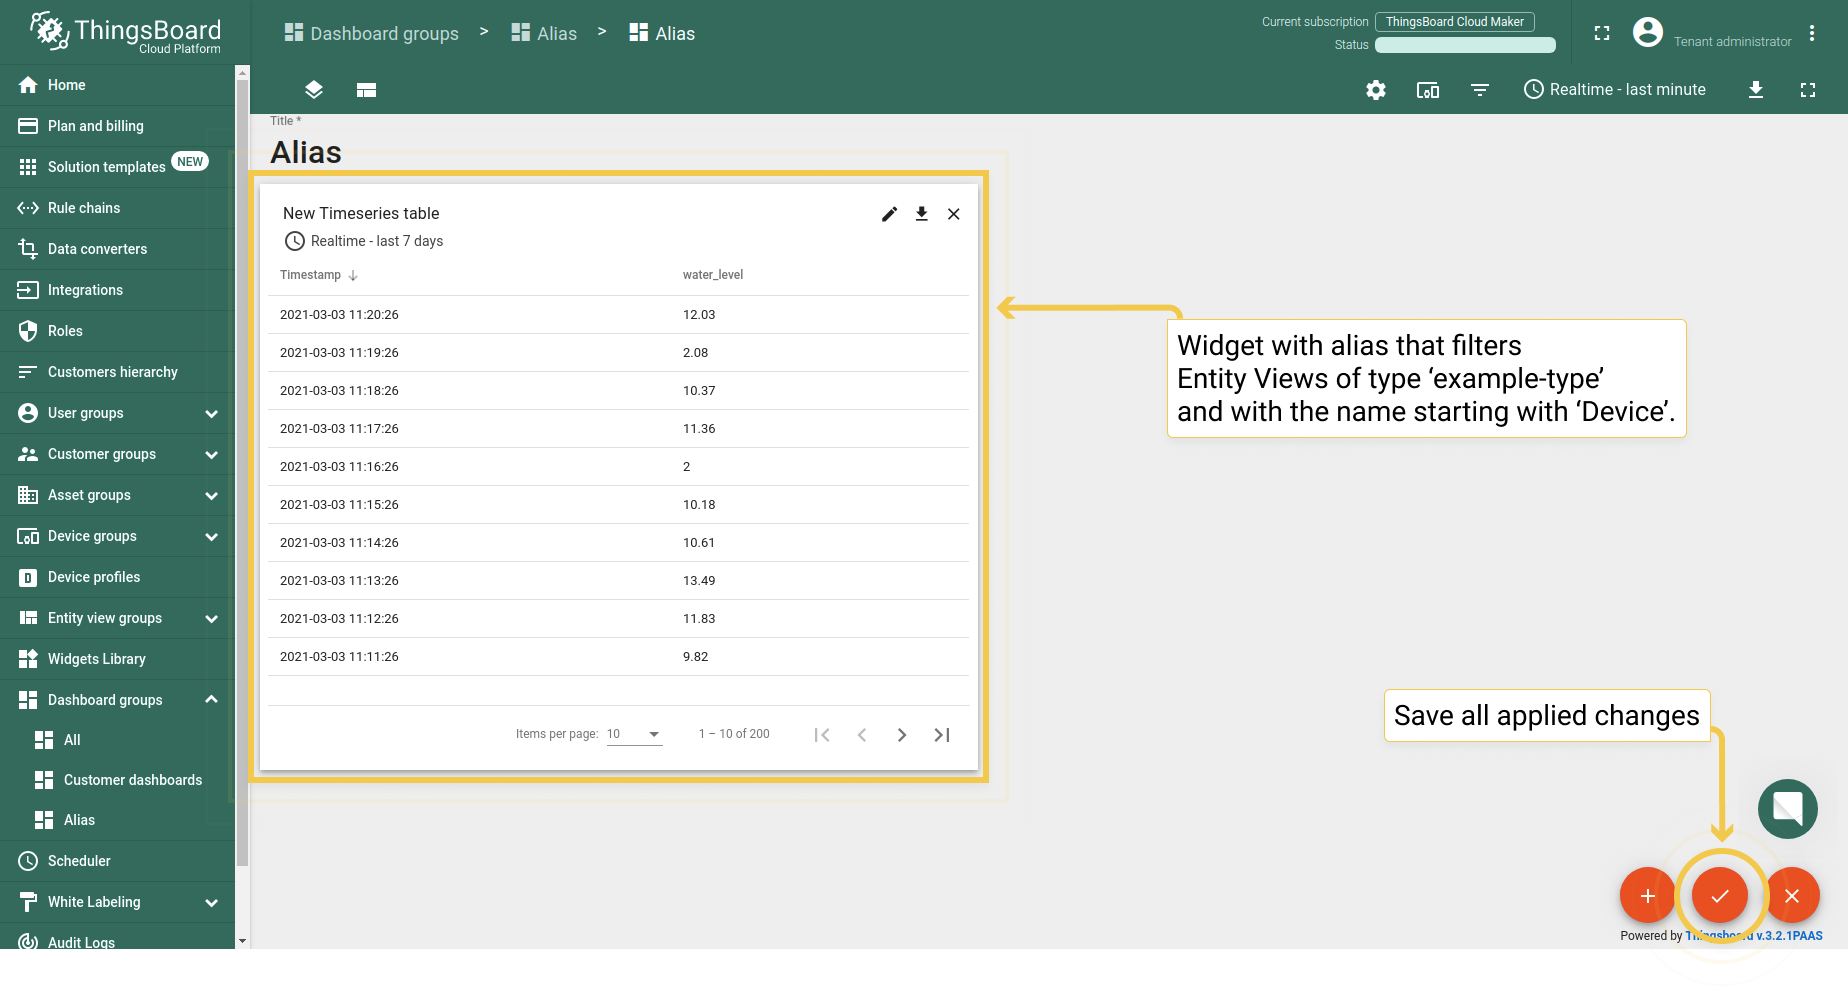 ThingsBoard
Cloud Platform
Dashboard groups > Alias > Alias
Current subscription ThingsBoard Cloud Maker
Status
Tenant administrator
Realtime - last minute
Home
Plan and billing
Solution templates NEW
Rule chains
Data converters
Integrations
Roles
Customers hierarchy
User groups
Customer groups
Asset groups
Device groups
Device profiles
Entity view groups
Widgets Library
Dashboard groups
All
Customer dashboards
Alias
Scheduler
White Labeling
Audit Logs
Title *
Alias
New Timeseries table
Realtime - last 7 days
Timestamp water_level
2021-03-03 11:20:26 12.03
2021-03-03 11:19:26 2.08
2021-03-03 11:18:26 10.37
2021-03-03 11:17:26 11.36
2021-03-03 11:16:26 2
2021-03-03 11:15:26 10.18
2021-03-03 11:14:26 10.61
2021-03-03 11:13:26 13.49
2021-03-03 11:12:26 11.83
2021-03-03 11:11:26 9.82
Items per page: 10 1 – 10 of 200
Widget with alias that filters
Entity Views of type ‘example-type’
and with the name starting with ‘Device’.
Save all applied changes
Powered by Thingsboard v.3.2.1PAAS